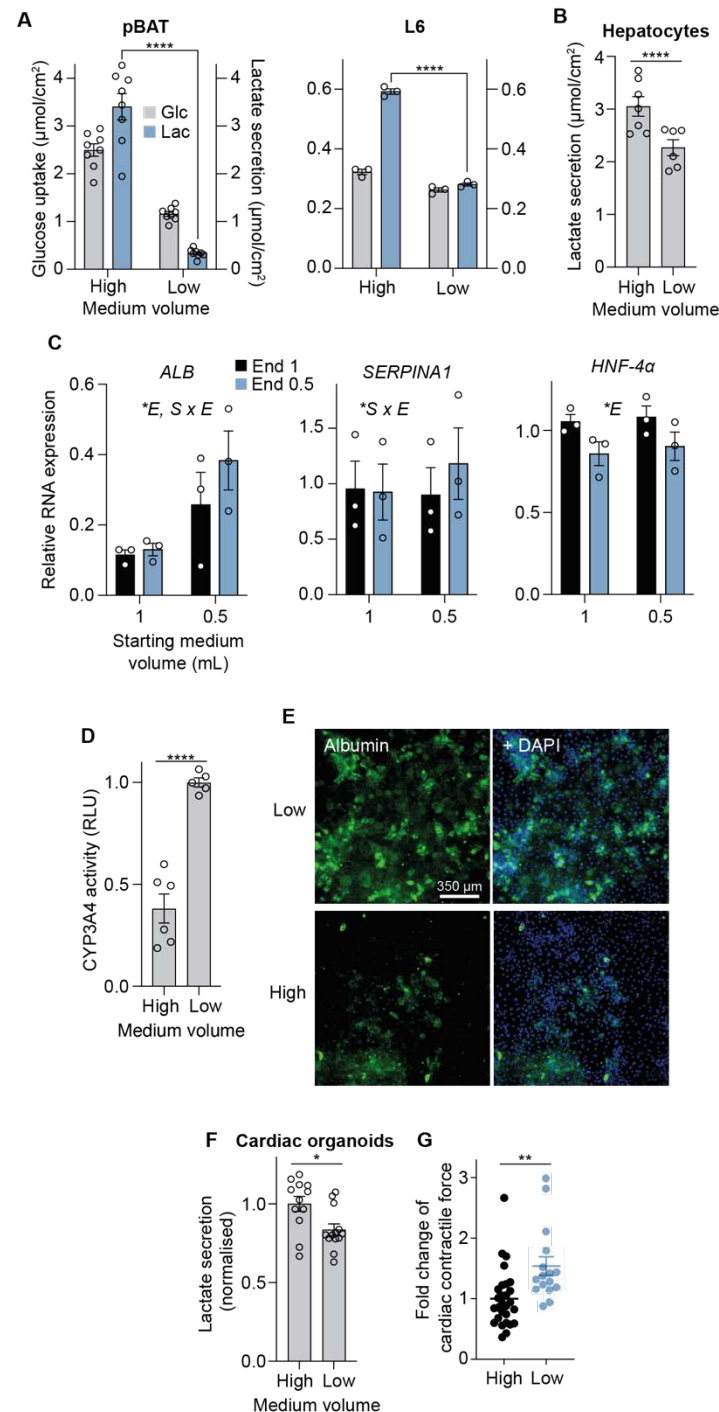 A
pBAT
L6
****
****
Glucose uptake (µmol/cm²)
4
3
2
1
0
Glc
Lac
4
3
2
1
0
Lactate secretion
(µmol/cm²)
High
Low
Medium volume
0.6
0.4
0.2
0.0
0.6
0.4
0.2
0.0
High
Low
B
Hepatocytes
****
Lactate secretion (µmol/cm²)
4
3
2
1
0
High Low
Medium volume
C
ALB
End 1
End 0.5
SERPINA1
HNF-4α
*E, S x E
*S x E
*E
Relative RNA expression
0.6
0.4
0.2
0.0
1
0.5
Starting medium
volume (mL)
1.5
1.0
0.5
0.0
1
0.5
1.0
0.5
0.0
1
0.5
D
****
CYP3A4 activity (RLU)
1.0
0.5
0.0
High Low
Medium volume
E
Albumin
+ DAPI
Low
350 µm
High
F
Cardiac organoids
*
Lactate secretion
(normalised)
1.0
0.5
0.0
High Low
Medium volume
G
**
Fold change of
cardiac contractile force
3
2
1
0
High Low